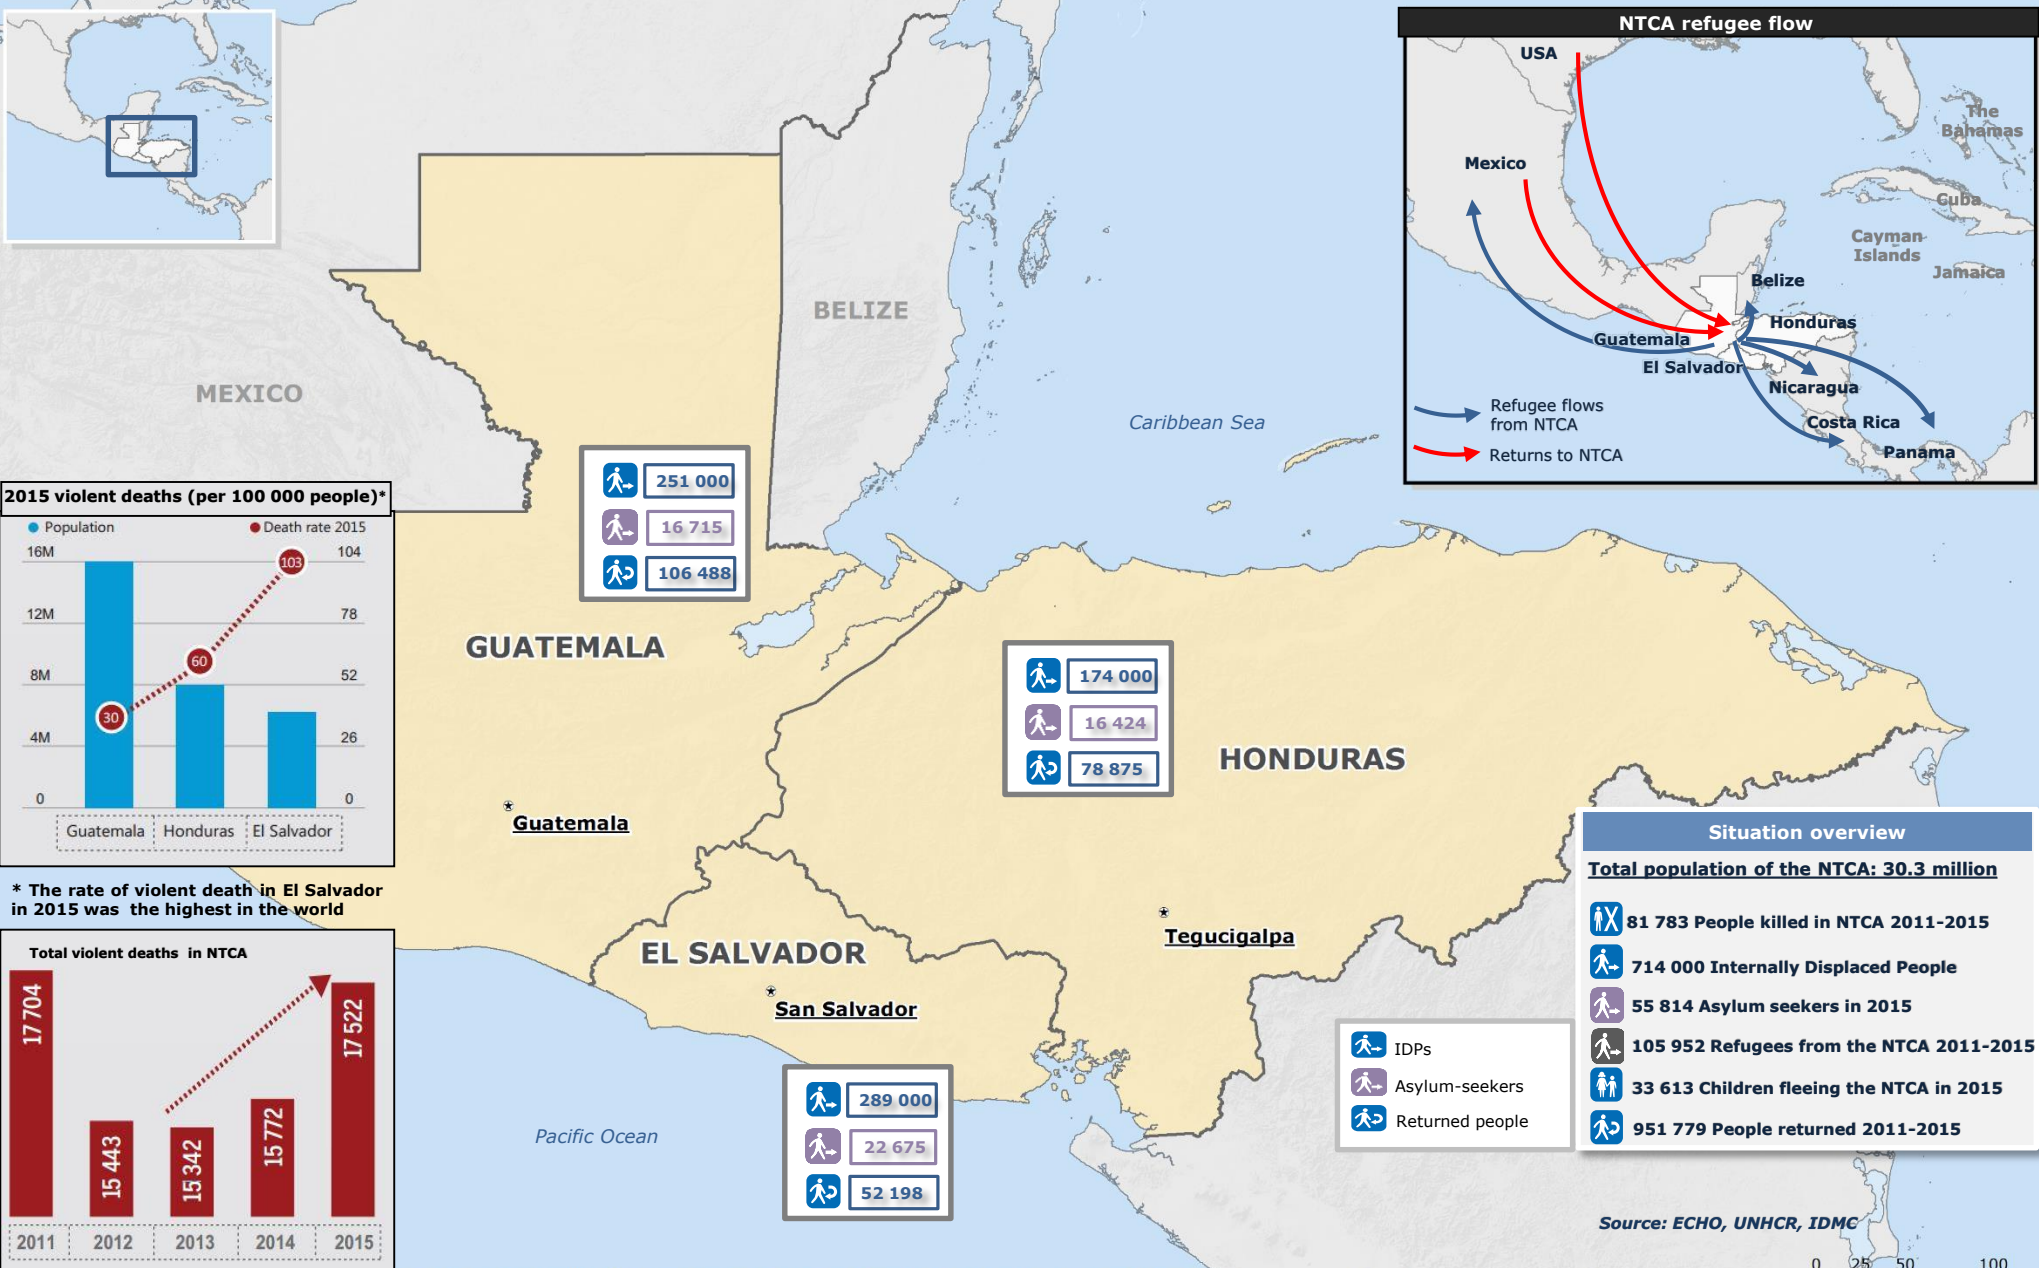 NTCA refugee flow
USA
Mexico
The
Bahamas
Cuba
Cayman
Islands
Jamaica
Belize
Honduras
Guatemala
El Salvador
Nicaragua
Costa Rica
Panama
Refugee flows
from NTCA
Returns to NTCA
MEXICO
BELIZE
Caribbean Sea
251 000
16 715
106 488
GUATEMALA
Guatemala
174 000
16 424
78 875
HONDURAS
Tegucigalpa
EL SALVADOR
San Salvador
289 000
22 675
52 198
Pacific Ocean
2015 violent deaths (per 100 000 people)*
Population
Death rate 2015
16M
104
103
12M
78
60
8M
52
30
4M
26
0
0
Guatemala
Honduras
El Salvador
* The rate of violent death in El Salvador
in 2015 was the highest in the world
Total violent deaths in NTCA
17 704
15 443
15 342
15 772
17 522
2011
2012
2013
2014
2015
IDPs
Asylum-seekers
Returned people
Situation overview
Total population of the NTCA: 30.3 million
81 783 People killed in NTCA 2011-2015
714 000 Internally Displaced People
55 814 Asylum seekers in 2015
105 952 Refugees from the NTCA 2011-2015
33 613 Children fleeing the NTCA in 2015
951 779 People returned 2011-2015
Source: ECHO, UNHCR, IDMC
0 25 50 100